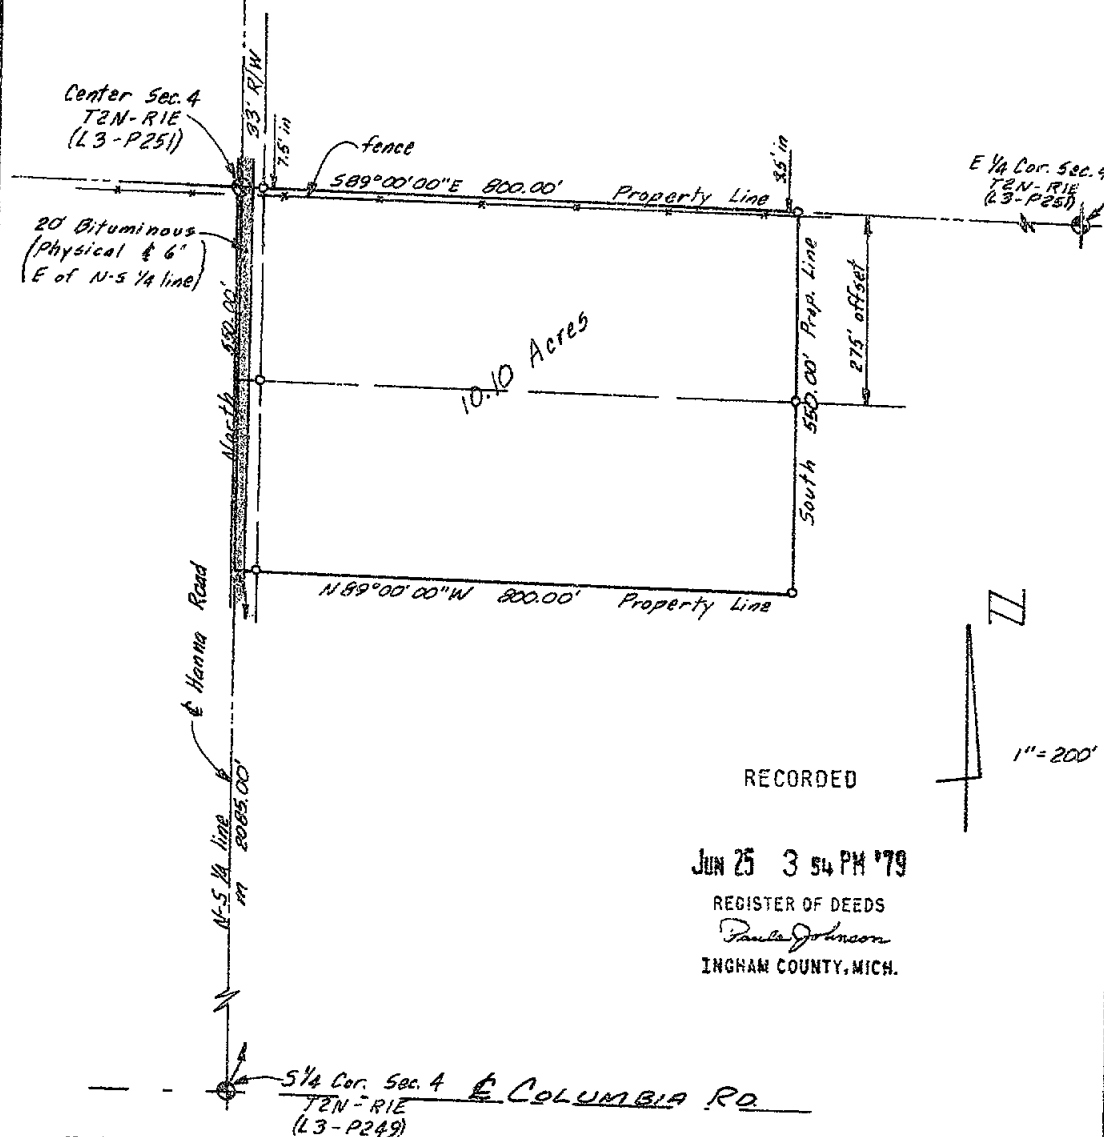 Center Sec. 4
T2N-R1E
(L3-P251)
33' R/W
7.5' in
fence
3.5' in
E 1/4 Cor. Sec. 4
T2N-R1E
(L3-P251)
S89°00'00"E 800.00' Property Line
20' Bituminous
(Physical ℄ 6"
E of N-S 1/4 line)
North 550.00'
10.10 Acres
South 550.00' Prop. Line
275' offset
N89°00'00"W 800.00' Property Line
℄ Hanna Road
N
1"=200'
N-S 1/4 line
m 2085.00'
RECORDED
JUN 25 3 54 PM '79
REGISTER OF DEEDS
Paula Johnson
INGHAM COUNTY, MICH.
S 1/4 Cor. Sec. 4
T2N-R1E
(L3-P249)
℄ COLUMBIA RD.